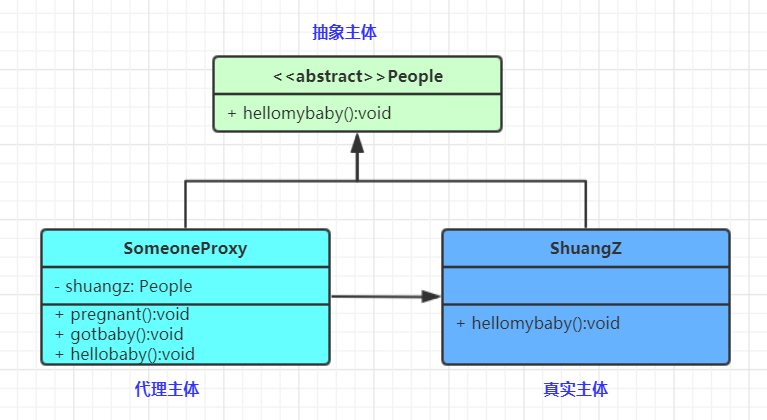 抽象主体
<<abstract>>People
+ hellomybaby():void
SomeoneProxy
- shuangz: People
+ pregnant():void
+ gotbaby():void
+ hellobaby():void
代理主体
ShuangZ
+ hellomybaby():void
真实主体